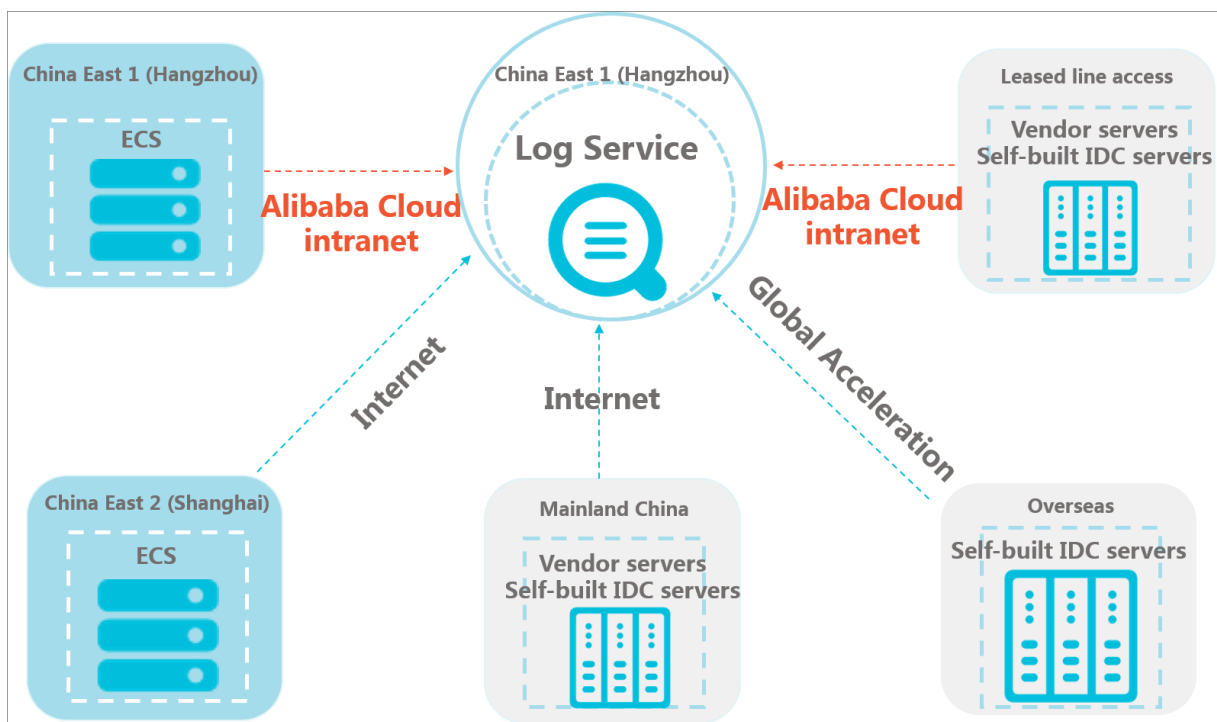 China East 1 (Hangzhou)
ECS
China East 1 (Hangzhou)
Log Service
Leased line access
Vendor servers
Self-built IDC servers
Alibaba Cloud
intranet
Alibaba Cloud
intranet
Internet
Internet
Global Acceleration
China East 2 (Shanghai)
ECS
Mainland China
Vendor servers
Self-built IDC servers
Overseas
Self-built IDC servers